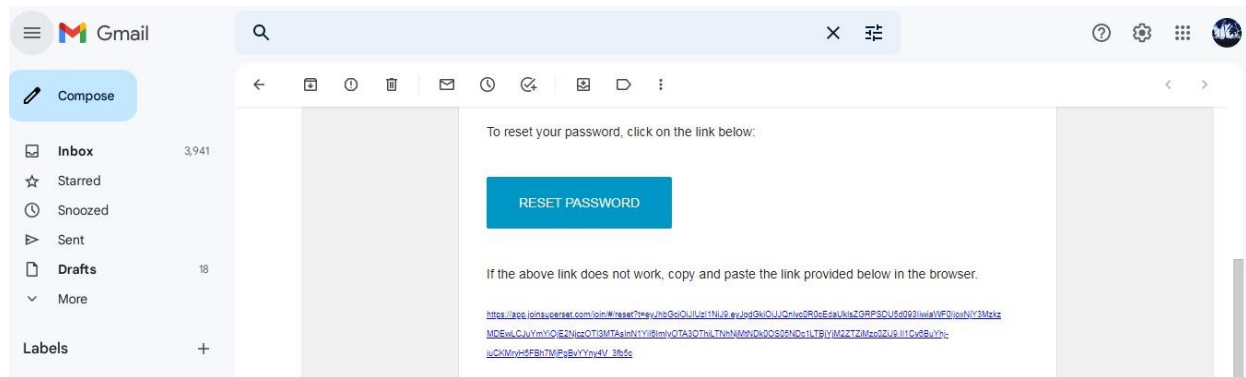 Gmail
Compose
Inbox 3,941
Starred
Snoozed
Sent
Drafts 18
More
Labels
To reset your password, click on the link below:
RESET PASSWORD
If the above link does not work, copy and paste the link provided below in the browser.